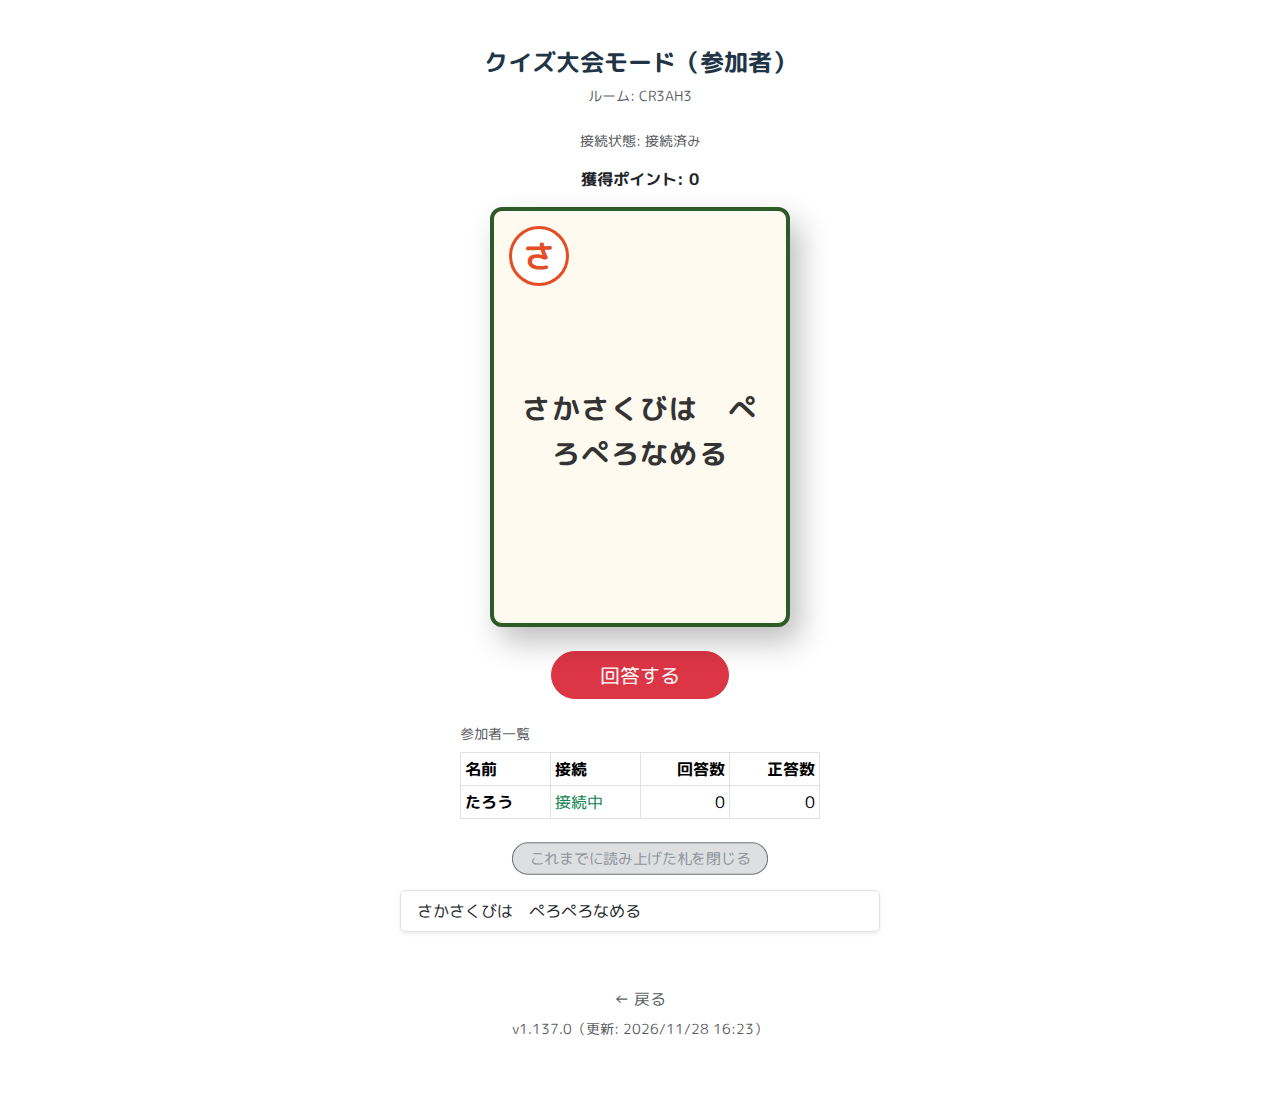 クイズ大会モード（参加者）
ルーム: CR3AH3
接続状態: 接続済み
獲得ポイント: 0
さ
さかさくびは　ぺ
ろぺろなめる
回答する
参加者一覧
名前 接続 回答数 正答数
たろう 接続中 0 0
これまでに読み上げた札を閉じる
さかさくびは　ぺろぺろなめる
← 戻る
v1.137.0（更新: 2026/11/28 16:23）